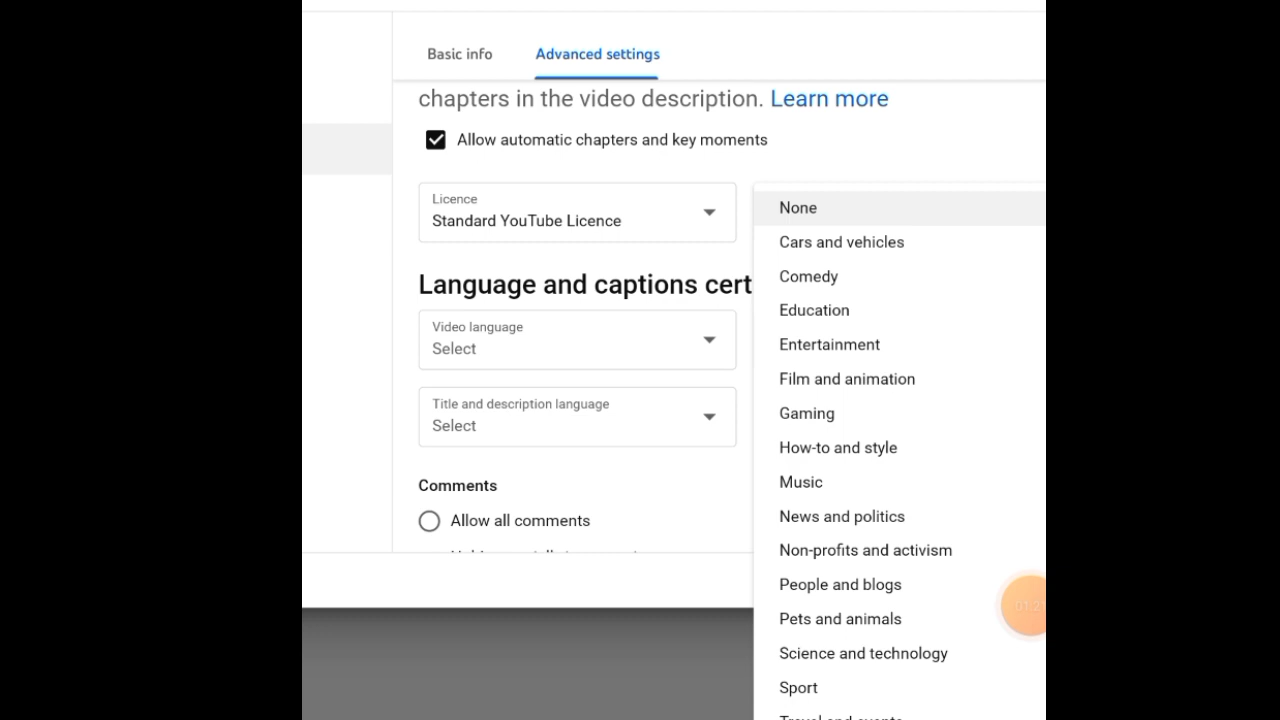 Basic info
Advanced settings
chapters in the video description. Learn more
Allow automatic chapters and key moments
Licence
Standard YouTube Licence
Language and captions cert
Video language
Select
Title and description language
Select
Comments
Allow all comments
None
Cars and vehicles
Comedy
Education
Entertainment
Film and animation
Gaming
How-to and style
Music
News and politics
Non-profits and activism
People and blogs
Pets and animals
Science and technology
Sport
Travel and events